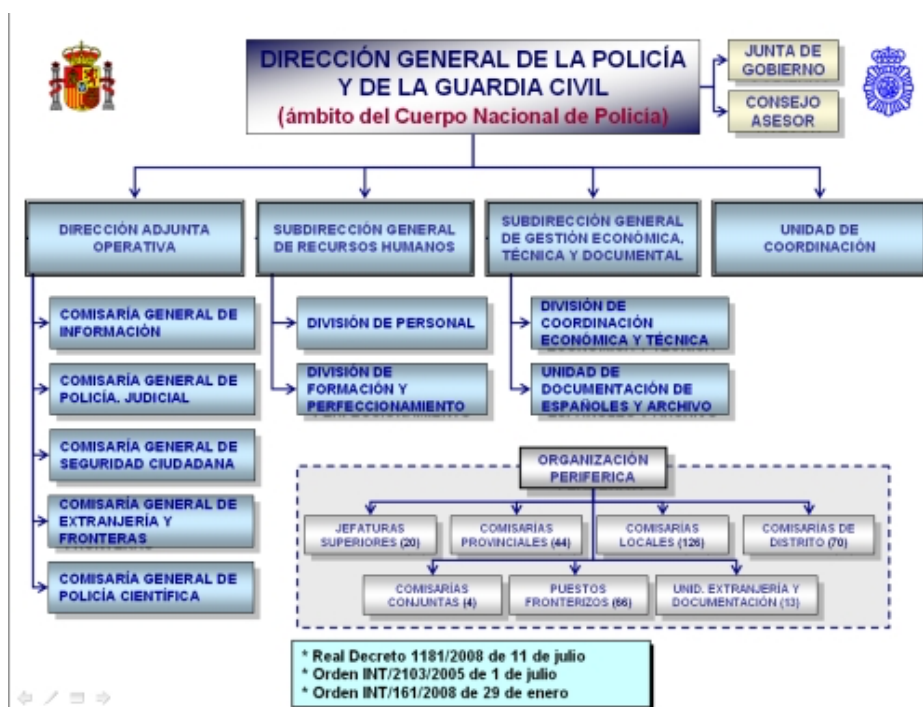 DIRECCIÓN GENERAL DE LA POLICÍA
Y DE LA GUARDIA CIVIL
(ámbito del Cuerpo Nacional de Policía)
JUNTA DE
GOBIERNO
CONSEJO
ASESOR
DIRECCIÓN ADJUNTA
OPERATIVA
SUBDIRECCIÓN GENERAL
DE RECURSOS HUMANOS
SUBDIRECCIÓN GENERAL
DE GESTIÓN ECONÓMICA,
TÉCNICA Y DOCUMENTAL
UNIDAD DE
COORDINACIÓN
COMISARÍA GENERAL DE
INFORMACIÓN
COMISARÍA GENERAL DE
POLICÍA. JUDICIAL
COMISARÍA GENERAL DE
SEGURIDAD CIUDADANA
COMISARÍA GENERAL DE
EXTRANJERÍA Y
FRONTERAS
COMISARÍA GENERAL DE
POLICÍA CIENTÍFICA
DIVISIÓN DE PERSONAL
DIVISIÓN DE
FORMACIÓN Y
PERFECCIONAMIENTO
DIVISIÓN DE
COORDINACIÓN
ECONÓMICA Y TÉCNICA
UNIDAD DE
DOCUMENTACIÓN DE
ESPAÑOLES Y ARCHIVO
ORGANIZACIÓN
PERIFERICA
JEFATURAS
SUPERIORES (20)
COMISARÍAS
PROVINCIALES (44)
COMISARÍAS
LOCALES (126)
COMISARÍAS DE
DISTRITO (70)
COMISARÍAS
CONJUNTAS (4)
PUESTOS
FRONTERIZOS (66)
UNID. EXTRANJERÍA Y
DOCUMENTACIÓN (13)
* Real Decreto 1181/2008 de 11 de julio
* Orden INT/2103/2005 de 1 de julio
* Orden INT/161/2008 de 29 de enero